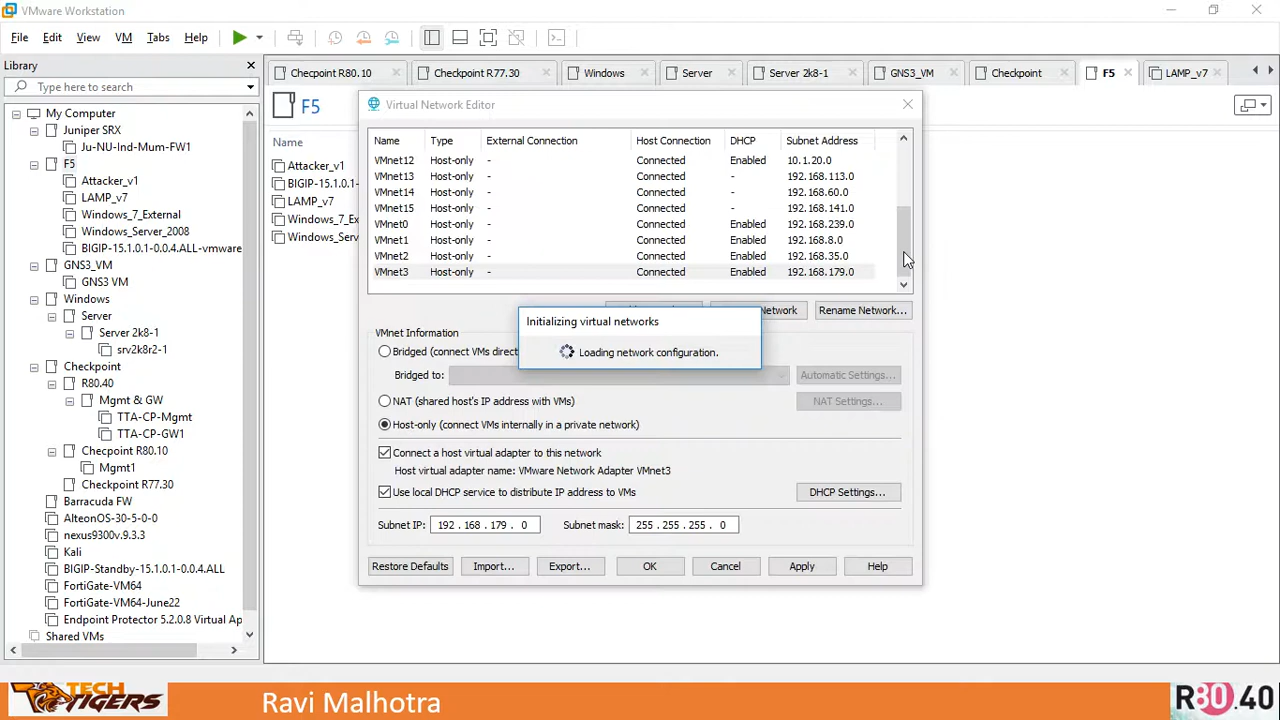 VMware Workstation
File Edit View VM Tabs Help
Library
Type here to search
My Computer
Juniper SRX
Ju-NU-Ind-Mum-FW1
F5
Attacker_v1
LAMP_v7
Windows_7_External
Windows_Server_2008
BIGIP-15.1.0.1-0.0.4.ALL-vmware
GNS3_VM
GNS3 VM
Windows
Server
Server 2k8-1
srv2k8r2-1
Checkpoint
R80.40
Mgmt & GW
TTA-CP-Mgmt
TTA-CP-GW1
Checpoint R80.10
Mgmt1
Checkpoint R77.30
Barracuda FW
AlteonOS-30-5-0-0
nexus9300v.9.3.3
Kali
BIGIP-Standby-15.1.0.1-0.0.4.ALL
FortiGate-VM64
FortiGate-VM64-June22
Endpoint Protector 5.2.0.8 Virtual Ap
Shared VMs
Checpoint R80.10 Checkpoint R77.30 Windows Server Server 2k8-1 GNS3_VM Checkpoint F5 LAMP_v7
F5
Name
Attacker_v1
BIGIP-15.1.0.1-
LAMP_v7
Windows_7_Ex
Windows_Serv
Virtual Network Editor
Name Type External Connection Host Connection DHCP Subnet Address
VMnet12 Host-only - Connected Enabled 10.1.20.0
VMnet13 Host-only - Connected - 192.168.113.0
VMnet14 Host-only - Connected - 192.168.60.0
VMnet15 Host-only - Connected - 192.168.141.0
VMnet0 Host-only - Connected Enabled 192.168.239.0
VMnet1 Host-only - Connected Enabled 192.168.8.0
VMnet2 Host-only - Connected Enabled 192.168.35.0
VMnet3 Host-only - Connected Enabled 192.168.179.0
Network Rename Network...
Initializing virtual networks
Loading network configuration.
VMnet Information
Bridged (connect VMs direct
Bridged to: Automatic Settings...
NAT (shared host's IP address with VMs) NAT Settings...
Host-only (connect VMs internally in a private network)
Connect a host virtual adapter to this network
Host virtual adapter name: VMware Network Adapter VMnet3
Use local DHCP service to distribute IP address to VMs DHCP Settings...
Subnet IP: 192 . 168 . 179 . 0 Subnet mask: 255 . 255 . 255 . 0
Restore Defaults Import... Export... OK Cancel Apply Help
TECH TIGERS
Ravi Malhotra
R80.40